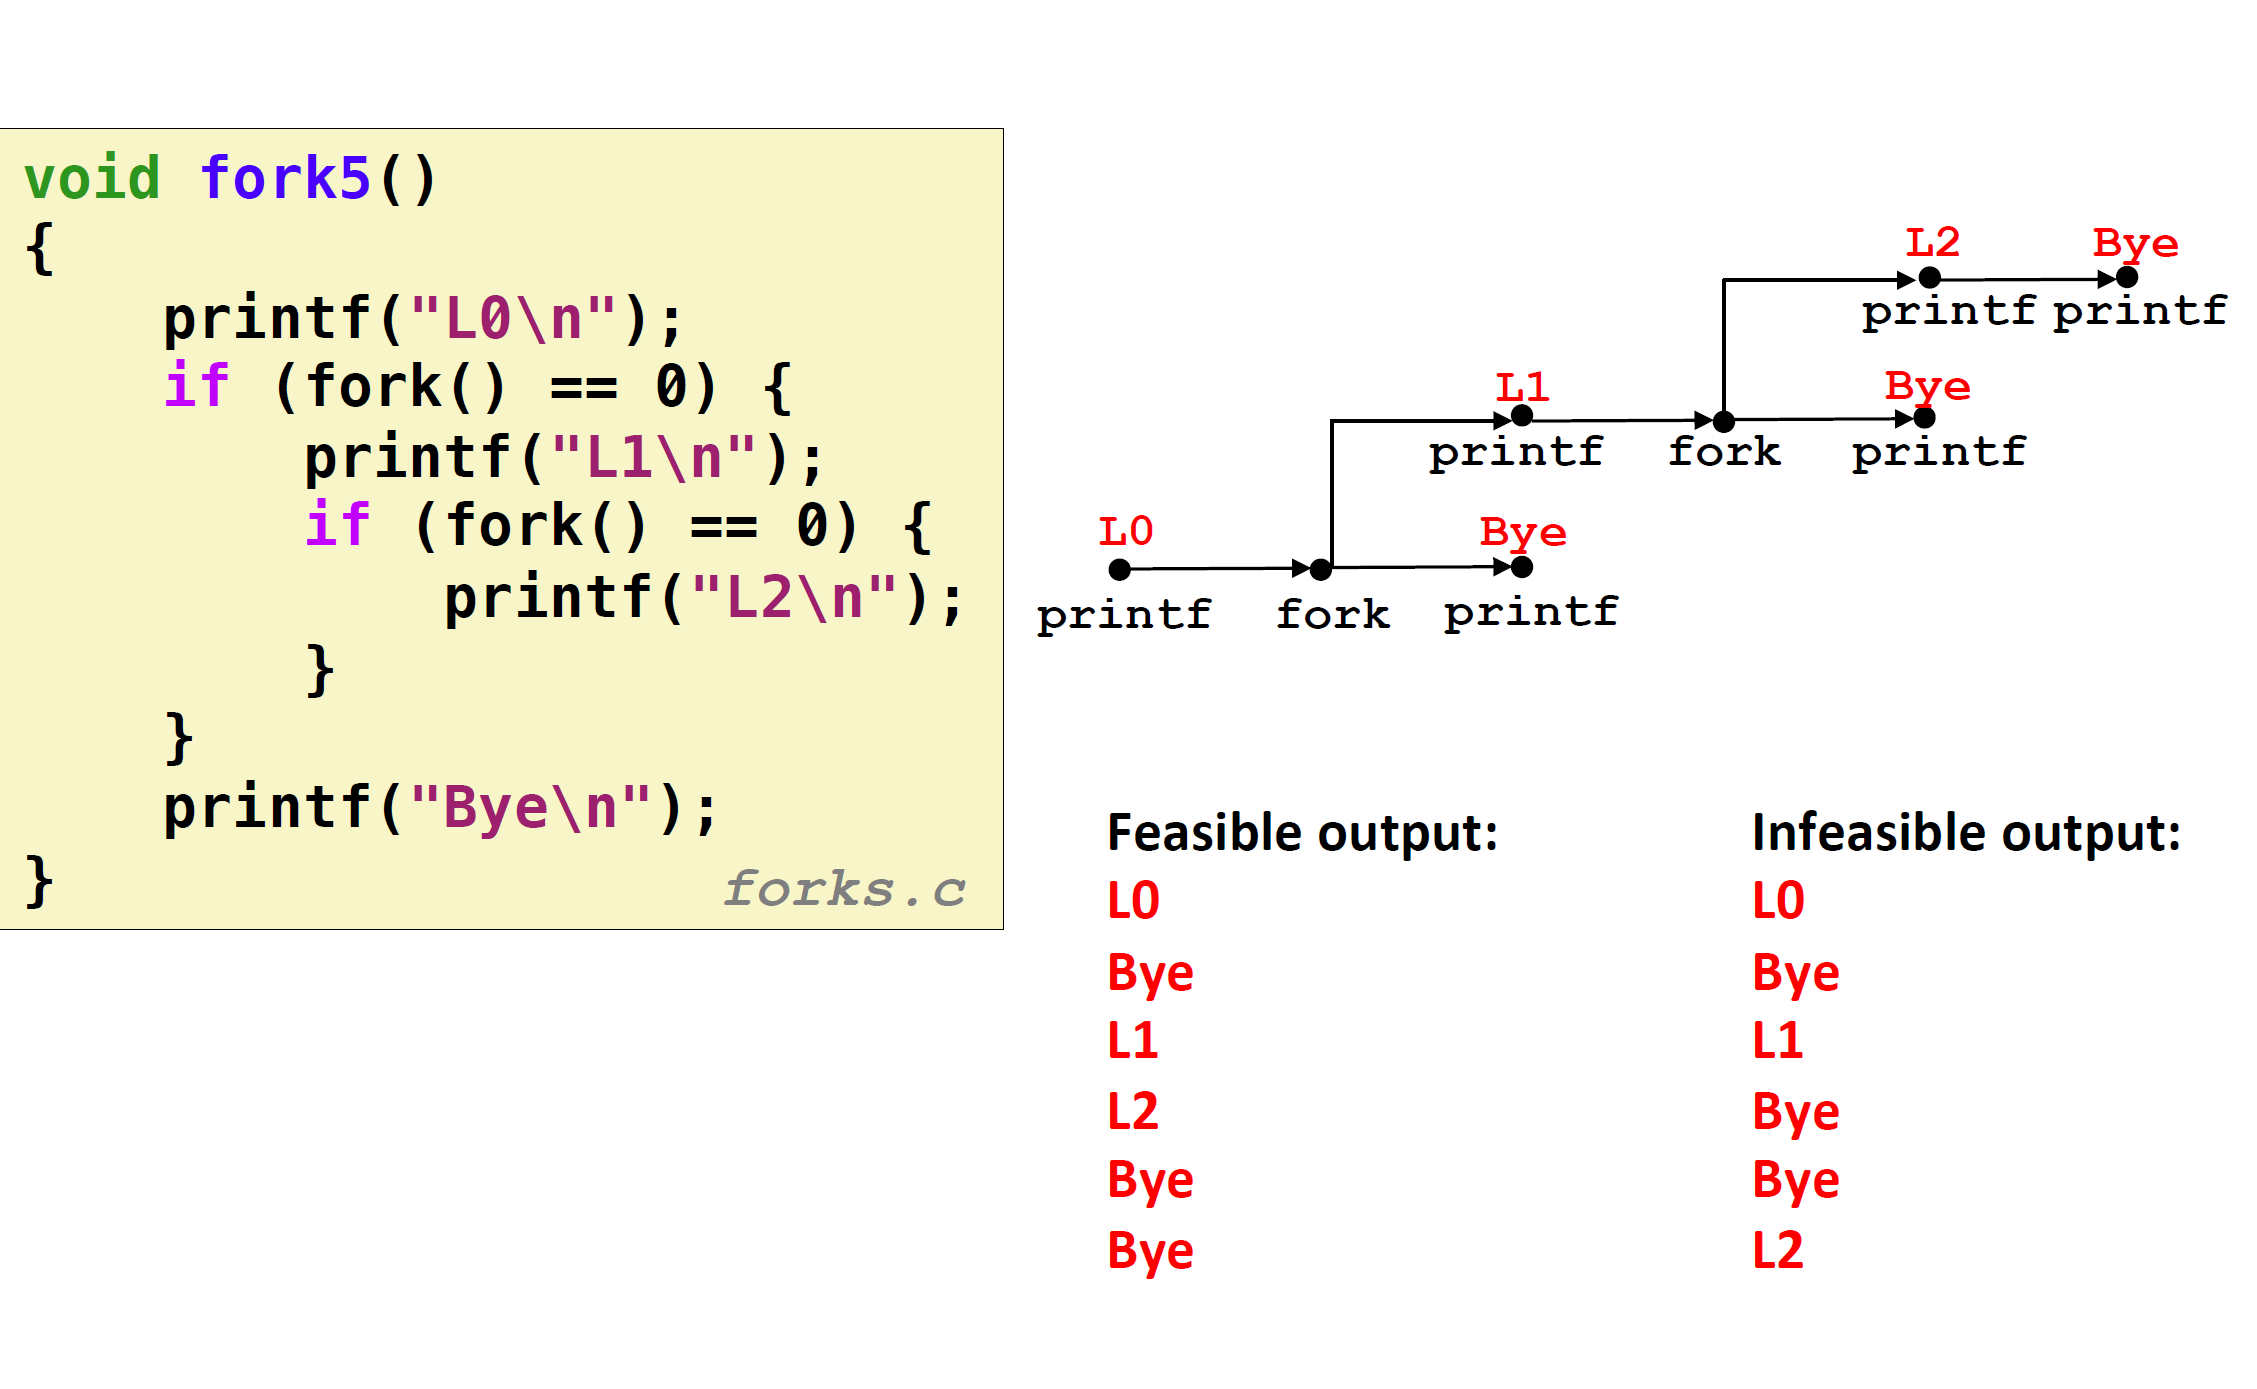 void fork5()
{
    printf("L0\n");
    if (fork() == 0) {
        printf("L1\n");
        if (fork() == 0) {
            printf("L2\n");
        }
    }
    printf("Bye\n");
}
forks.c
L2 Bye
printf printf
L1 Bye
printf fork printf
L0 Bye
printf fork printf
Feasible output:
L0
Bye
L1
L2
Bye
Bye
Infeasible output:
L0
Bye
L1
Bye
Bye
L2